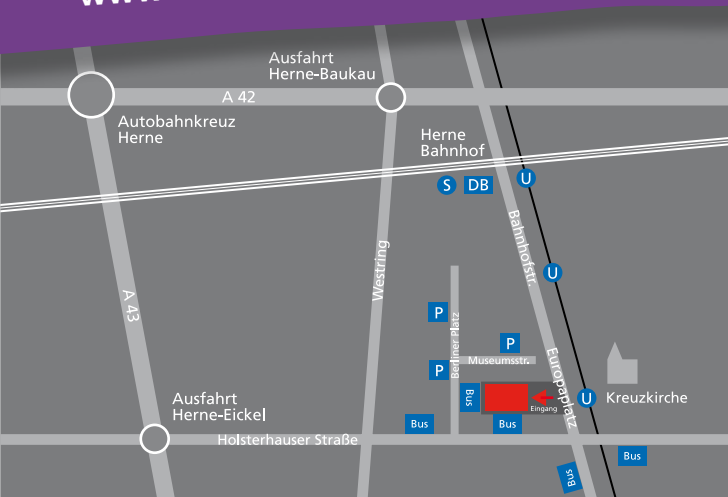 Ausfahrt
Herne-Baukau
A 42
Autobahnkreuz
Herne
Herne
Bahnhof
S
DB
U
Bahnhofstr.
Westring
U
A 43
P
Berliner Platz
P
Museumsstr.
P
Europaplatz
Bus
Eingang
U
Kreuzkirche
Ausfahrt
Herne-Eickel
Bus
Bus
Holsterhauser Straße
Bus
Bus